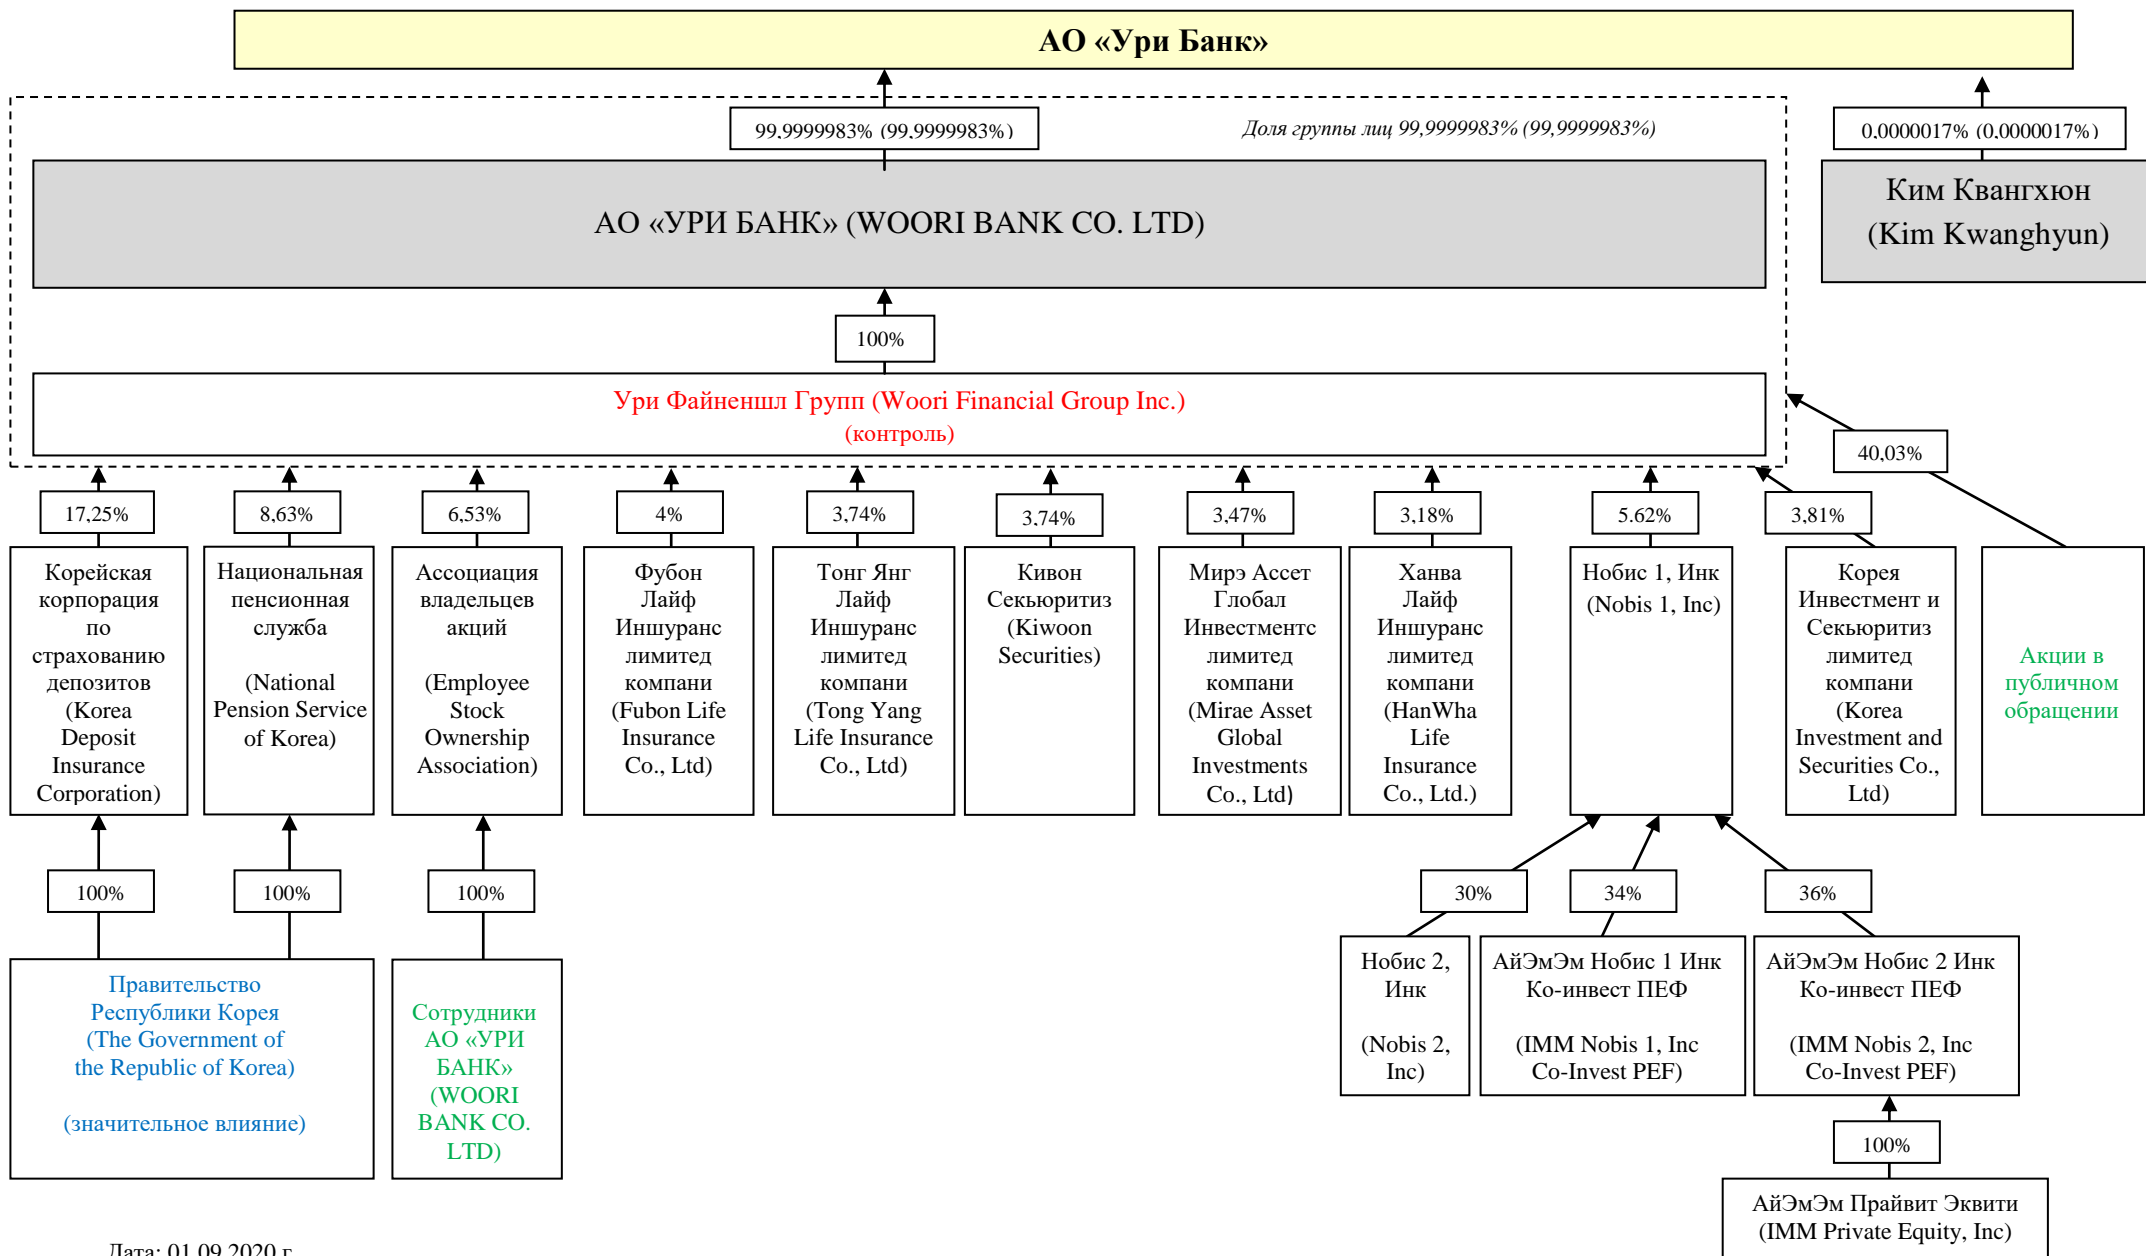 АО «Ури Банк»
99,9999983% (99,9999983%)
Доля группы лиц 99,9999983% (99,9999983%)
0,0000017% (0,0000017%)
АО «УРИ БАНК» (WOORI BANK CO. LTD)
Ким Квангхюн
(Kim Kwanghyun)
100%
Ури Файненшл Групп (Woori Financial Group Inc.)
(контроль)
40,03%
17,25%
8,63%
6,53%
4%
3,74%
3,74%
3,47%
3,18%
5.62%
3,81%
Корейская
корпорация
по
страхованию
депозитов
(Korea
Deposit
Insurance
Corporation)
Национальная
пенсионная
служба
(National
Pension Service
of Korea)
Ассоциация
владельцев
акций
(Employee
Stock
Ownership
Association)
Фубон
Лайф
Иншуранс
лимитед
компани
(Fubon Life
Insurance
Co., Ltd)
Тонг Янг
Лайф
Иншуранс
лимитед
компани
(Tong Yang
Life Insurance
Co., Ltd)
Кивон
Секьюритиз
(Kiwoon
Securities)
Мирэ Ассет
Глобал
Инвестментс
лимитед
компани
(Mirae Asset
Global
Investments
Co., Ltd)
Ханва
Лайф
Иншуранс
лимитед
компани
(HanWha
Life
Insurance
Co., Ltd.)
Нобис 1, Инк
(Nobis 1, Inc)
Корея
Инвестмент и
Секьюритиз
лимитед
компани
(Korea
Investment and
Securities Co.,
Ltd)
Акции в
публичном
обращении
100%
100%
100%
30%
34%
36%
Правительство
Республики Корея
(The Government of
the Republic of Korea)
(значительное влияние)
Сотрудники
АО «УРИ
БАНК»
(WOORI
BANK CO.
LTD)
Нобис 2,
Инк
(Nobis 2,
Inc)
АйЭмЭм Нобис 1 Инк
Ко-инвест ПЕФ
(IMM Nobis 1, Inc
Co-Invest PEF)
АйЭмЭм Нобис 2 Инк
Ко-инвест ПЕФ
(IMM Nobis 2, Inc
Co-Invest PEF)
100%
АйЭмЭм Прайвит Эквити
(IMM Private Equity, Inc)
Дата: 01.09.2020 г.